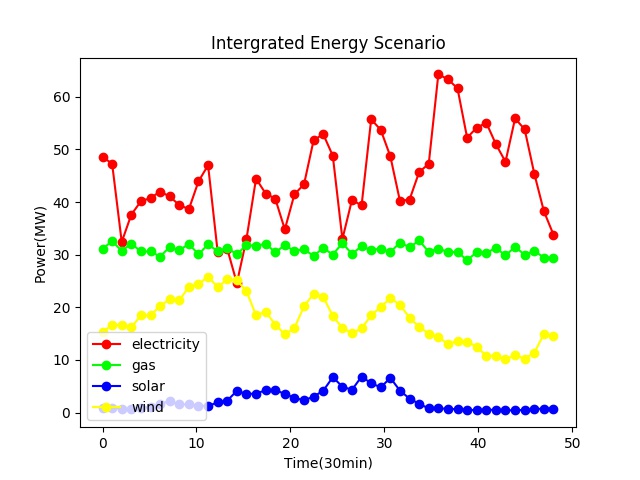 Intergrated Energy Scenario
Power(MW)
60
50
40
30
20
10
0
electricity
gas
solar
wind
0 10 20 30 40 50
Time(30min)